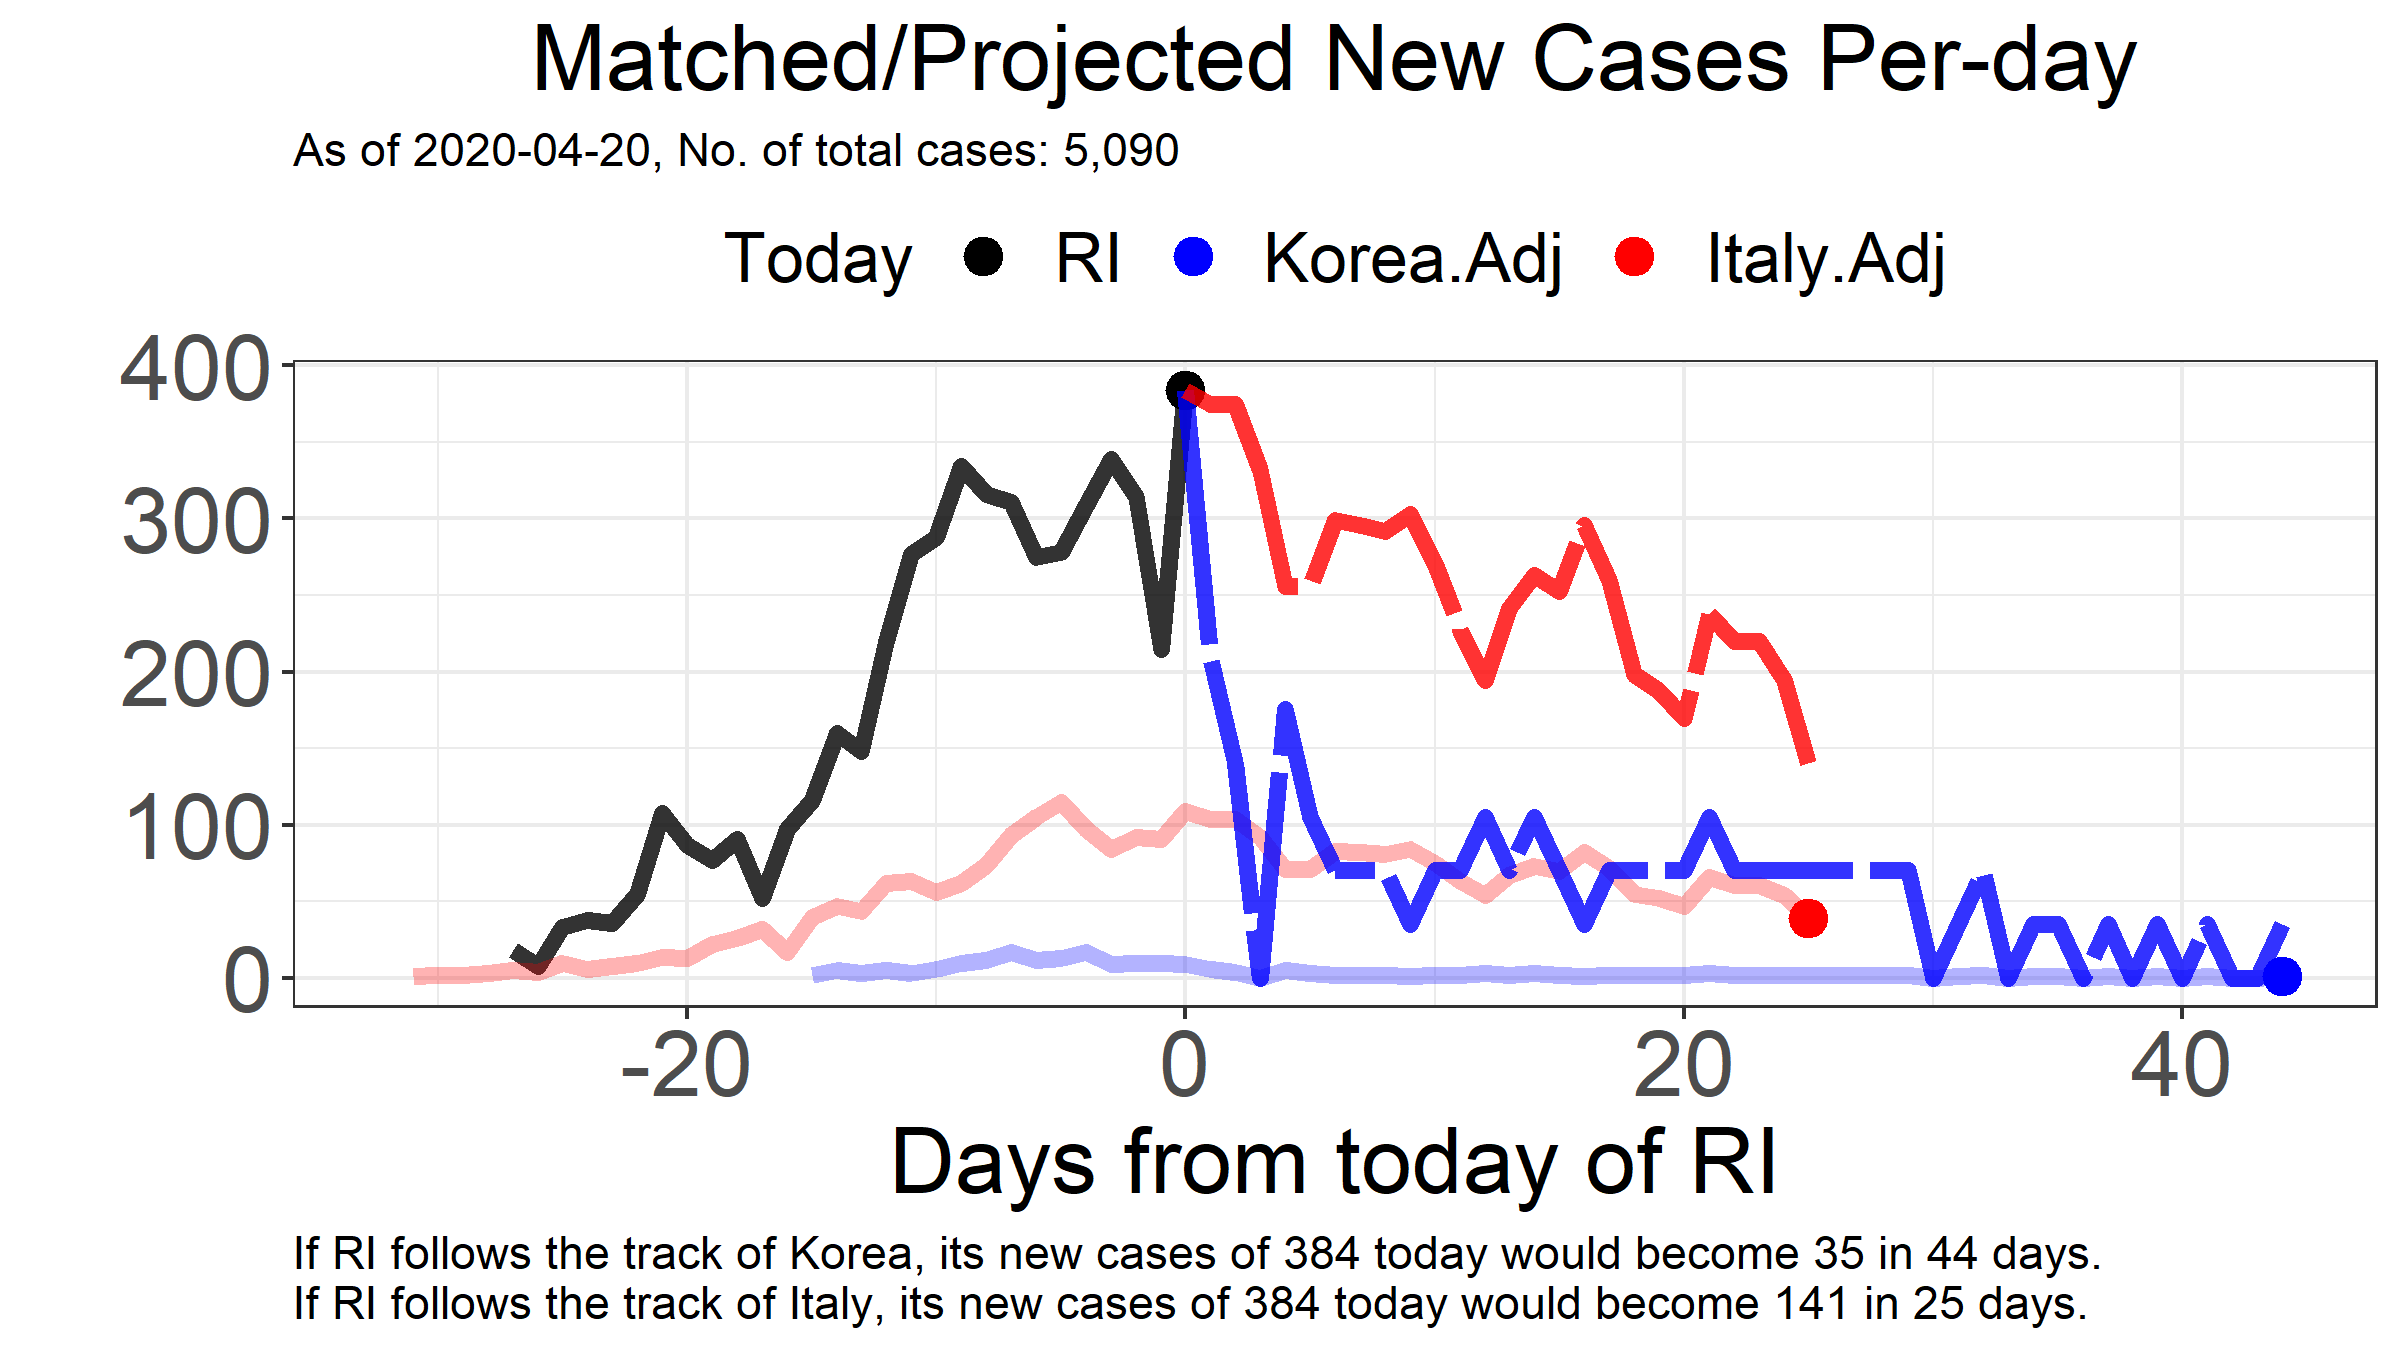 Matched/Projected New Cases Per-day
As of 2020-04-20, No. of total cases: 5,090
Today RI Korea.Adj Italy.Adj
400
300
200
100
0
-20 0 20 40
Days from today of RI
If RI follows the track of Korea, its new cases of 384 today would become 35 in 44 days.
If RI follows the track of Italy, its new cases of 384 today would become 141 in 25 days.